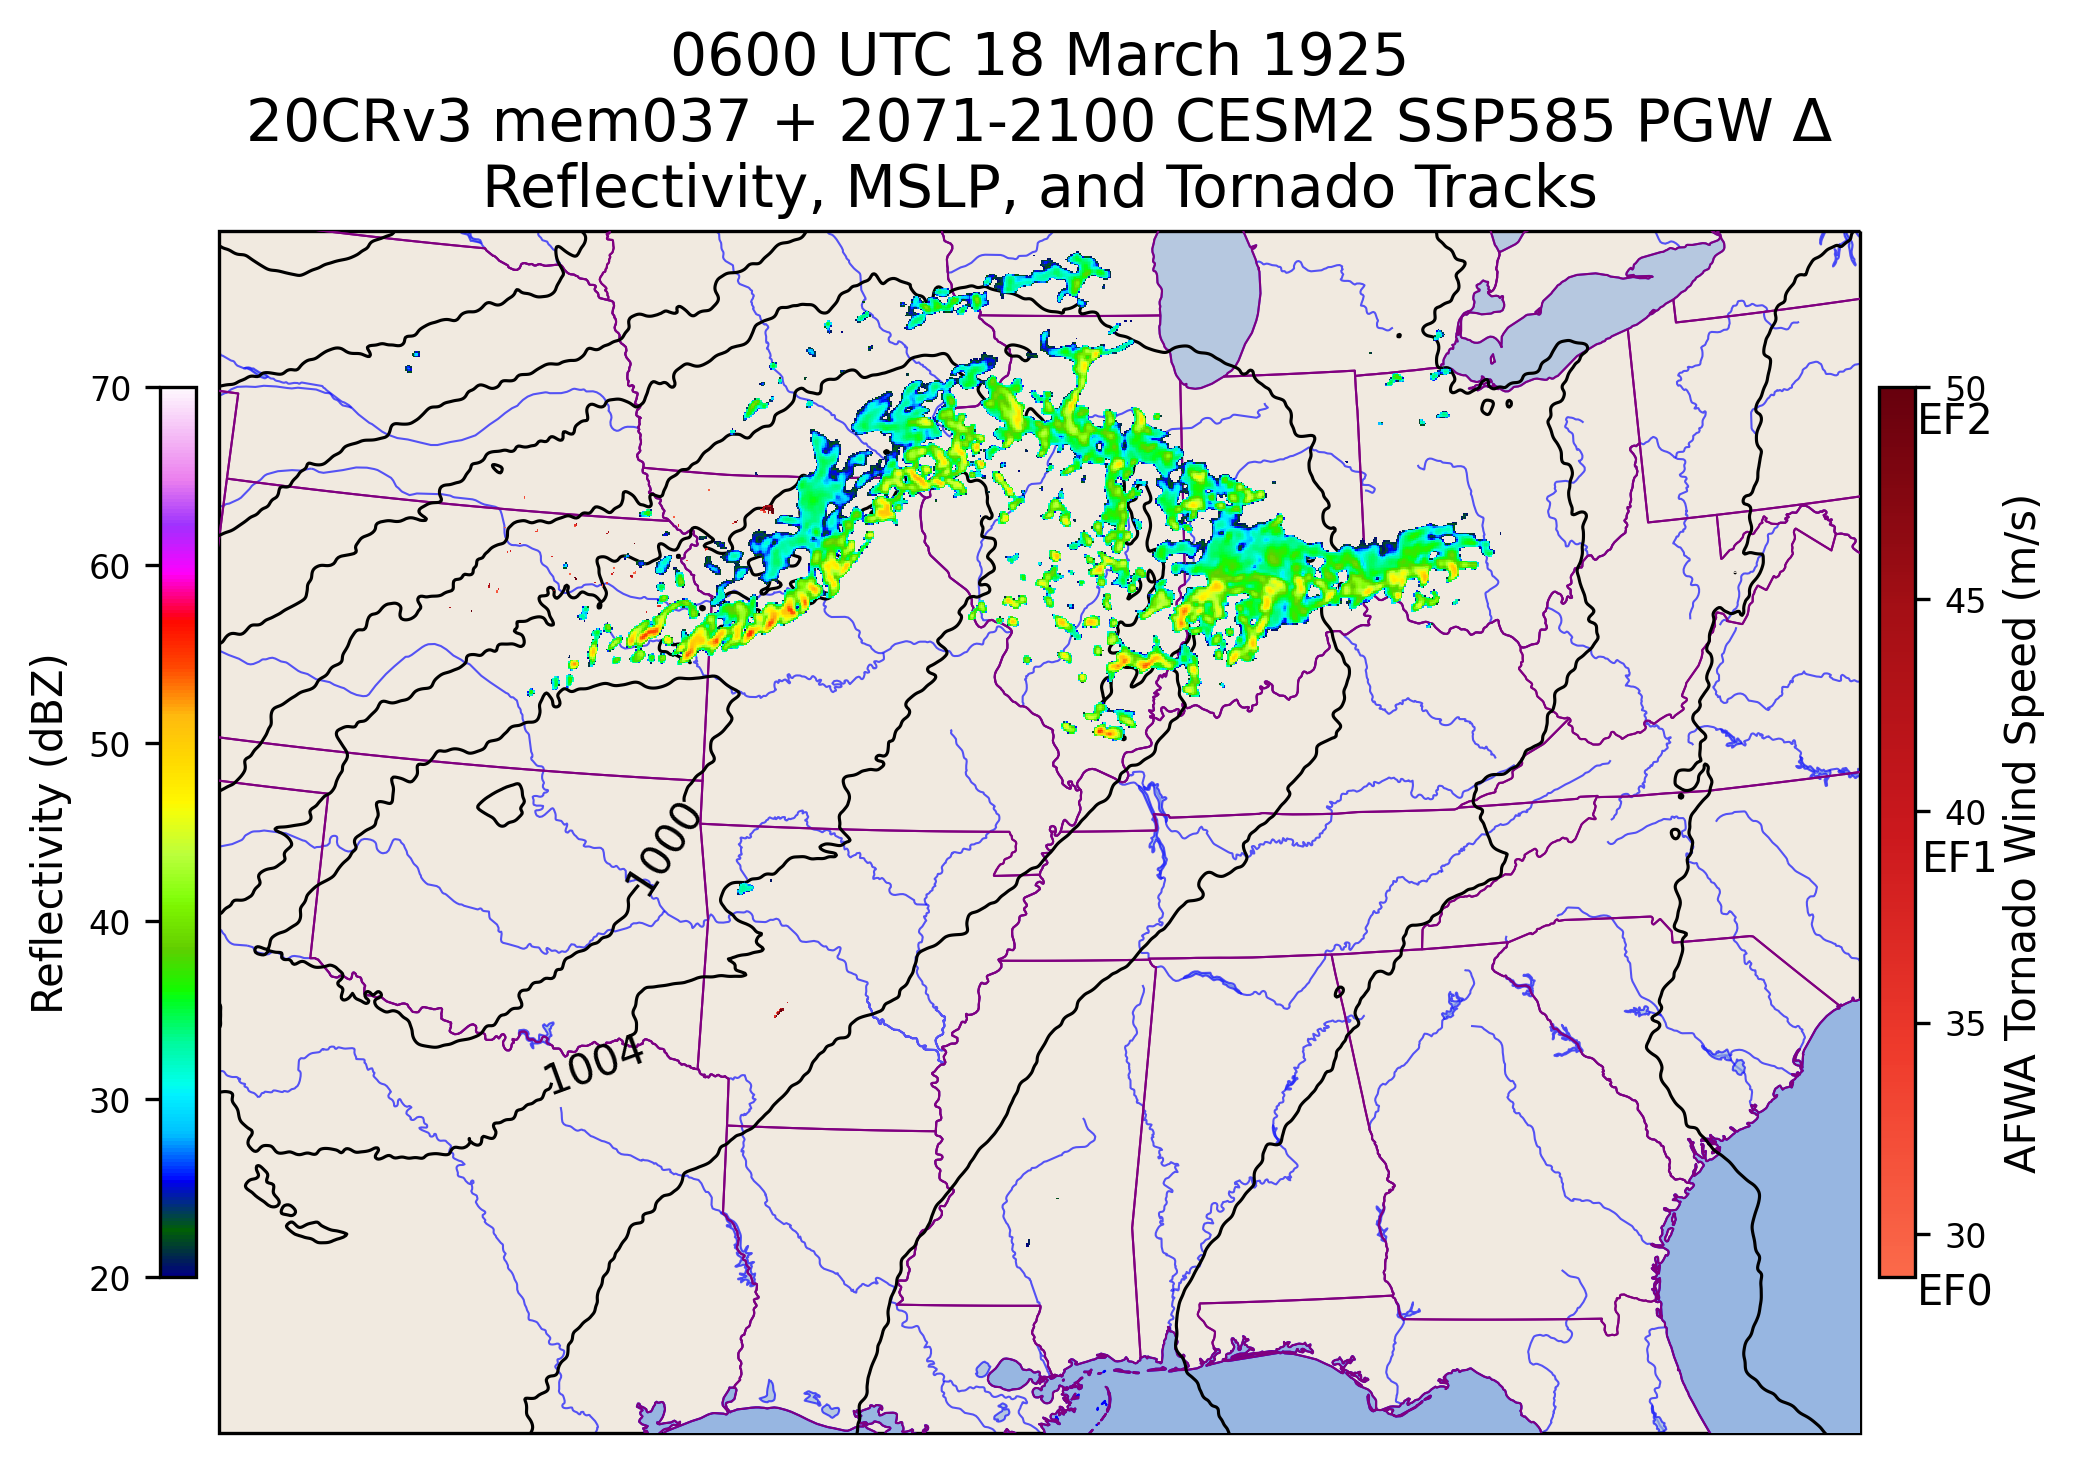 0600 UTC 18 March 1925
20CRv3 mem037 + 2071-2100 CESM2 SSP585 PGW Δ
Reflectivity, MSLP, and Tornado Tracks
70
60
50
40
30
20
Reflectivity (dBZ)
1000
1004
50
EF2
45
40
EF1
35
30
EF0
AFWA Tornado Wind Speed (m/s)